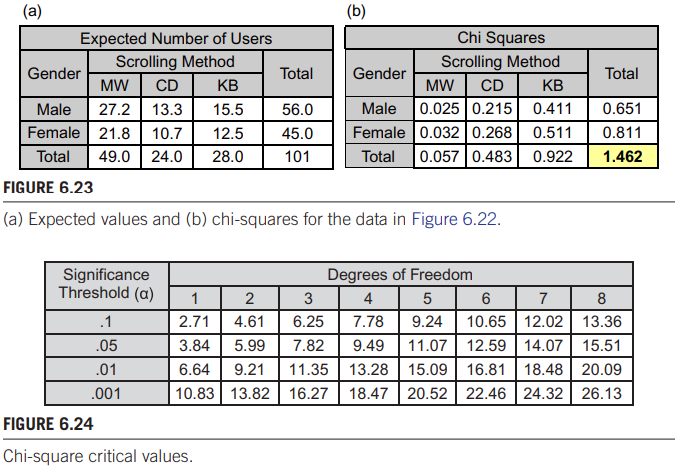 (a) (b)
Expected Number of Users
Gender Scrolling Method Total
MW CD KB
Male 27.2 13.3 15.5 56.0
Female 21.8 10.7 12.5 45.0
Total 49.0 24.0 28.0 101
Chi Squares
Gender Scrolling Method Total
MW CD KB
Male 0.025 0.215 0.411 0.651
Female 0.032 0.268 0.511 0.811
Total 0.057 0.483 0.922 1.462
FIGURE 6.23
(a) Expected values and (b) chi-squares for the data in Figure 6.22.
Significance Threshold (α) Degrees of Freedom
1 2 3 4 5 6 7 8
.1 2.71 4.61 6.25 7.78 9.24 10.65 12.02 13.36
.05 3.84 5.99 7.82 9.49 11.07 12.59 14.07 15.51
.01 6.64 9.21 11.35 13.28 15.09 16.81 18.48 20.09
.001 10.83 13.82 16.27 18.47 20.52 22.46 24.32 26.13
FIGURE 6.24
Chi-square critical values.